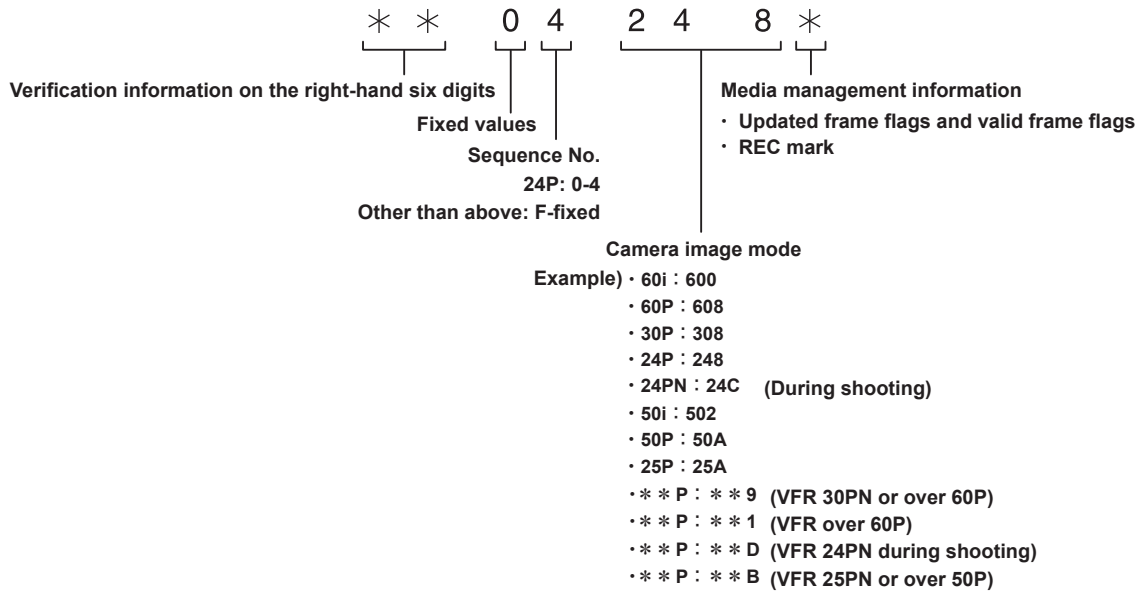 ＊ ＊ 0 4 2 4 8 ＊
Verification information on the right-hand six digits
Media management information
・ Updated frame flags and valid frame flags
・ REC mark
Fixed values
Sequence No.
24P: 0-4
Other than above: F-fixed
Camera image mode
Example)・60i：600
・60P：608
・30P：308
・24P：248
・24PN：24C (During shooting)
・50i：502
・50P：50A
・25P：25A
・＊＊P：＊＊9 (VFR 30PN or over 60P)
・＊＊P：＊＊1 (VFR over 60P)
・＊＊P：＊＊D (VFR 24PN during shooting)
・＊＊P：＊＊B (VFR 25PN or over 50P)